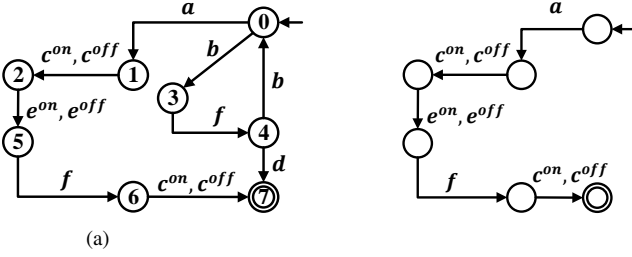 a
0
a
b
c^{on}, c^{off}
2
1
3
b
c^{on}, c^{off}
e^{on}, e^{off}
5
f
4
e^{on}, e^{off}
d
f
6
c^{on}, c^{off}
7
f
c^{on}, c^{off}
(a)